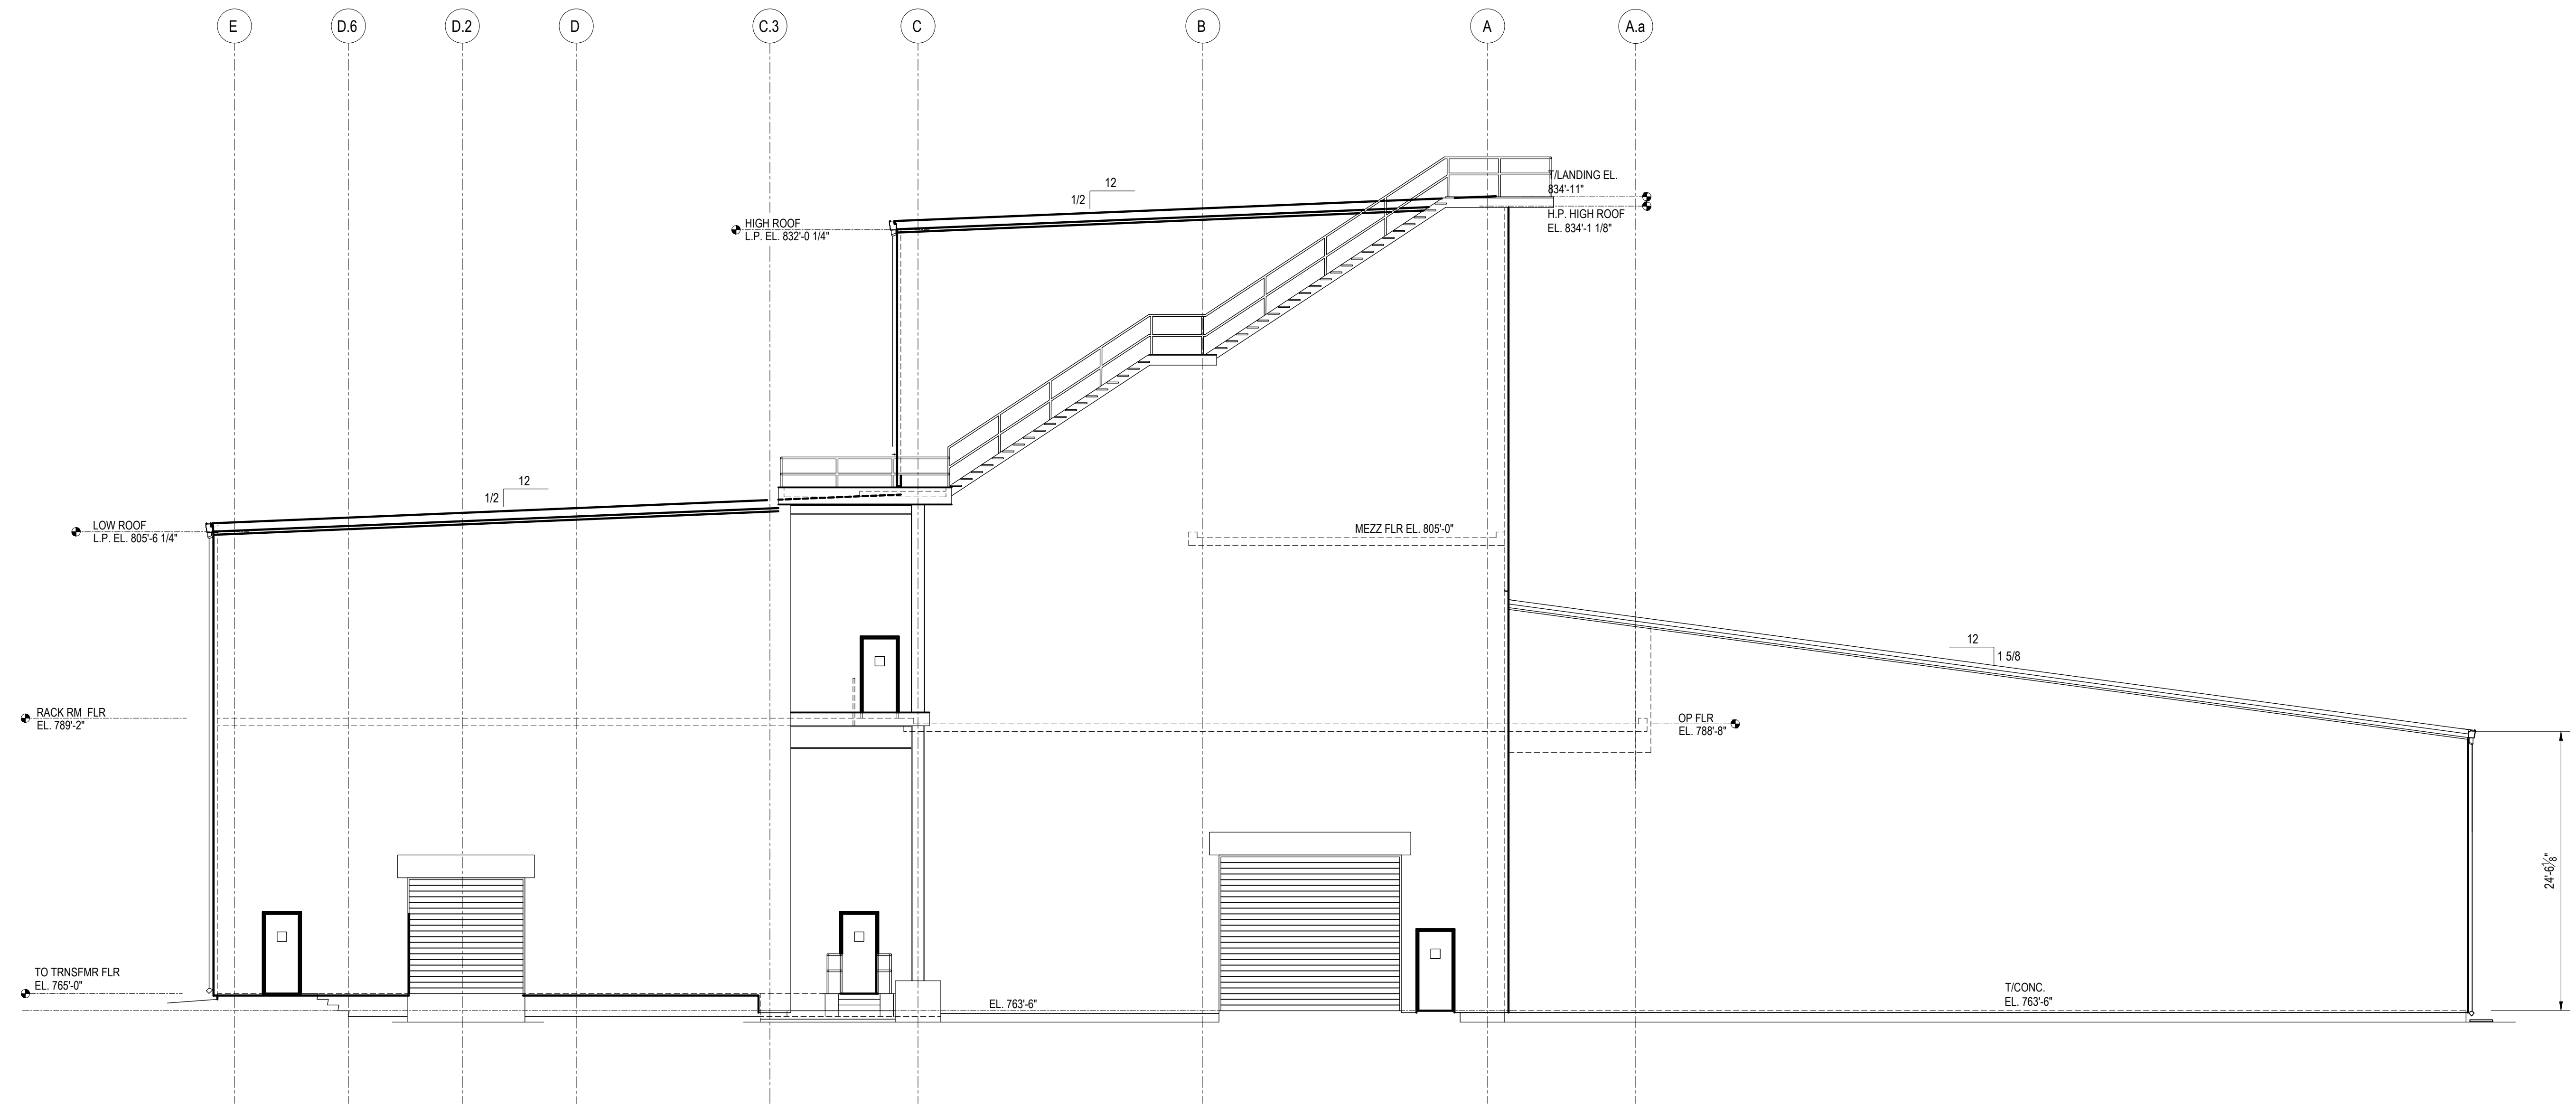 E
D.6
D.2
D
C.3
C
B
A
A.a
12
1/2
T/LANDING EL.
834'-11"
H.P. HIGH ROOF
EL. 834'-1 1/8"
HIGH ROOF
L.P. EL. 832'-0 1/4"
12
1/2
LOW ROOF
L.P. EL. 805'-6 1/4"
MEZZ FLR EL. 805'-0"
12
1 5/8
RACK RM FLR
EL. 789'-2"
OP FLR
EL. 788'-8"
24'-6 1/8"
TO TRNSFMR FLR
EL. 765'-0"
EL. 763'-6"
T/CONC.
EL. 763'-6"